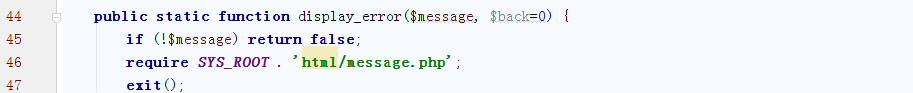 44 public static function display_error($message, $back=0) {
45 if (!$message) return false;
46 require SYS_ROOT . 'html/message.php';
47 exit();